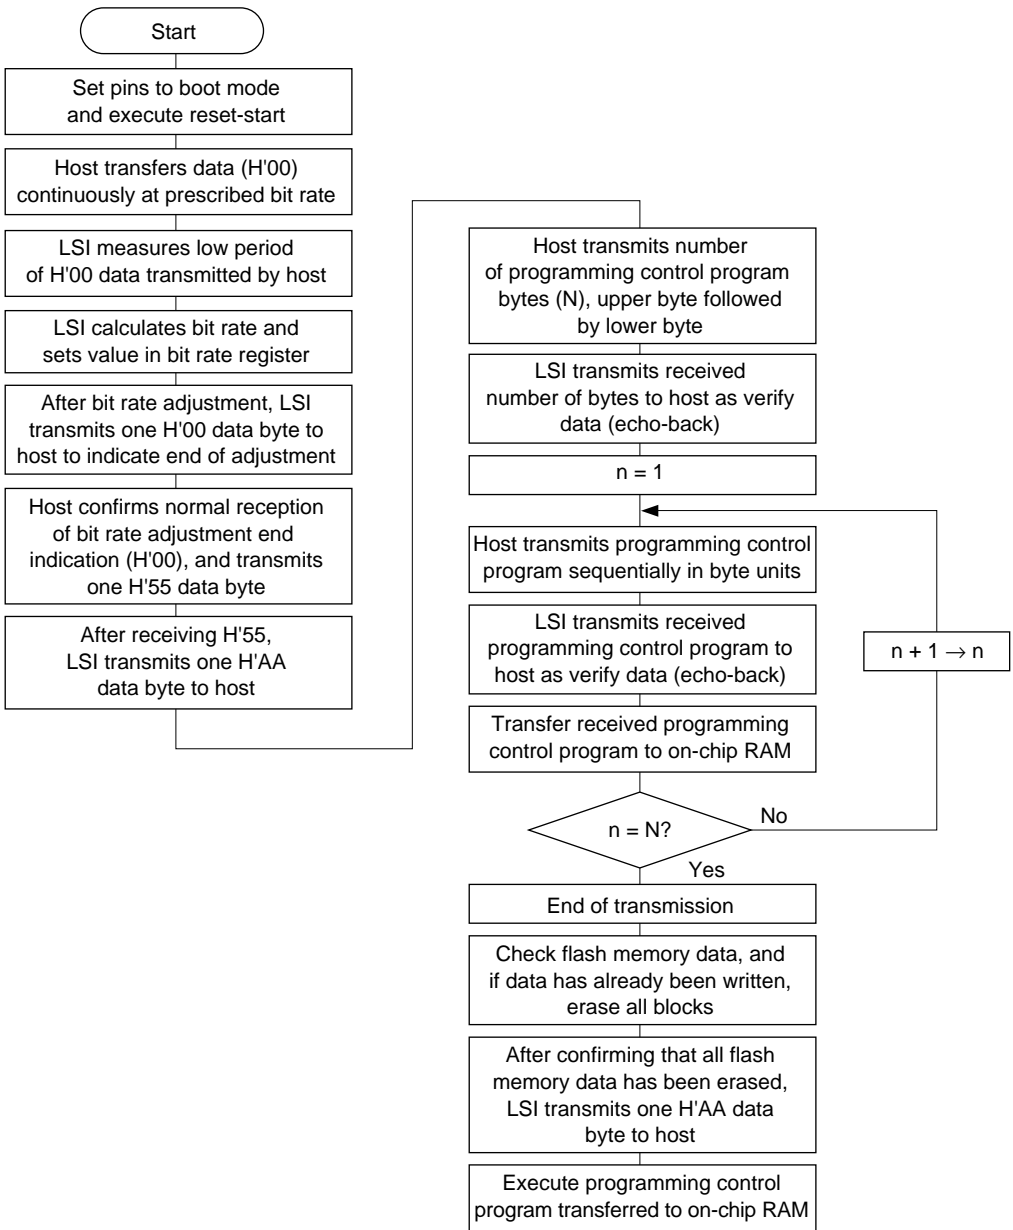 Start
Set pins to boot mode
and execute reset-start
Host transfers data (H'00)
continuously at prescribed bit rate
LSI measures low period
of H'00 data transmitted by host
LSI calculates bit rate and
sets value in bit rate register
After bit rate adjustment, LSI
transmits one H'00 data byte to
host to indicate end of adjustment
Host confirms normal reception
of bit rate adjustment end
indication (H'00), and transmits
one H'55 data byte
After receiving H'55,
LSI transmits one H'AA
data byte to host
Host transmits number
of programming control program
bytes (N), upper byte followed
by lower byte
LSI transmits received
number of bytes to host as verify
data (echo-back)
n = 1
Host transmits programming control
program sequentially in byte units
LSI transmits received
programming control program to
host as verify data (echo-back)
n + 1 → n
Transfer received programming
control program to on-chip RAM
n = N?
No
Yes
End of transmission
Check flash memory data, and
if data has already been written,
erase all blocks
After confirming that all flash
memory data has been erased,
LSI transmits one H'AA data
byte to host
Execute programming control
program transferred to on-chip RAM